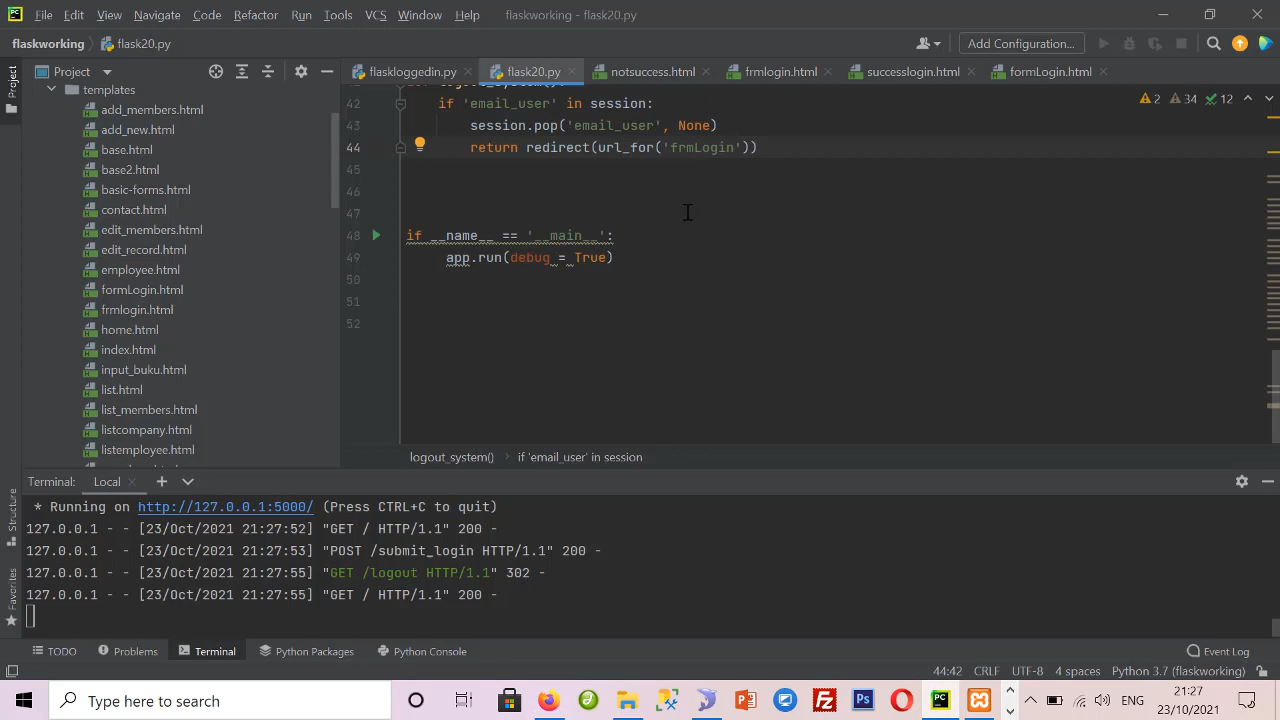 PC File Edit View Navigate Code Refactor Run Tools VCS Window Help flaskworking - flask20.py
flaskworking flask20.py Add Configuration...
Project
Project
flaskloggedin.py flask20.py notsuccess.html frmlogin.html successlogin.html formLogin.html
templates
add_members.html
add_new.html
base.html
base2.html
basic-forms.html
contact.html
edit_members.html
edit_record.html
employee.html
formLogin.html
frmlogin.html
home.html
index.html
input_buku.html
list.html
list_members.html
listcompany.html
listemployee.html
2 34 12
42 if 'email_user' in session:
43 session.pop('email_user', None)
44 return redirect(url_for('frmLogin'))
45
46
47
48 if __name__ == '__main__':
49 app.run(debug = True)
50
51
52
logout_system() if 'email_user' in session
Terminal: Local
Structure
Favorites
* Running on http://127.0.0.1:5000/ (Press CTRL+C to quit)
127.0.0.1 - - [23/Oct/2021 21:27:52] "GET / HTTP/1.1" 200 -
127.0.0.1 - - [23/Oct/2021 21:27:53] "POST /submit_login HTTP/1.1" 200 -
127.0.0.1 - - [23/Oct/2021 21:27:55] "GET /logout HTTP/1.1" 302 -
127.0.0.1 - - [23/Oct/2021 21:27:55] "GET / HTTP/1.1" 200 -
TODO Problems Terminal Python Packages Python Console Event Log
44:42 CRLF UTF-8 4 spaces Python 3.7 (flaskworking)
Type here to search
ENG
21:27
23/10/2021